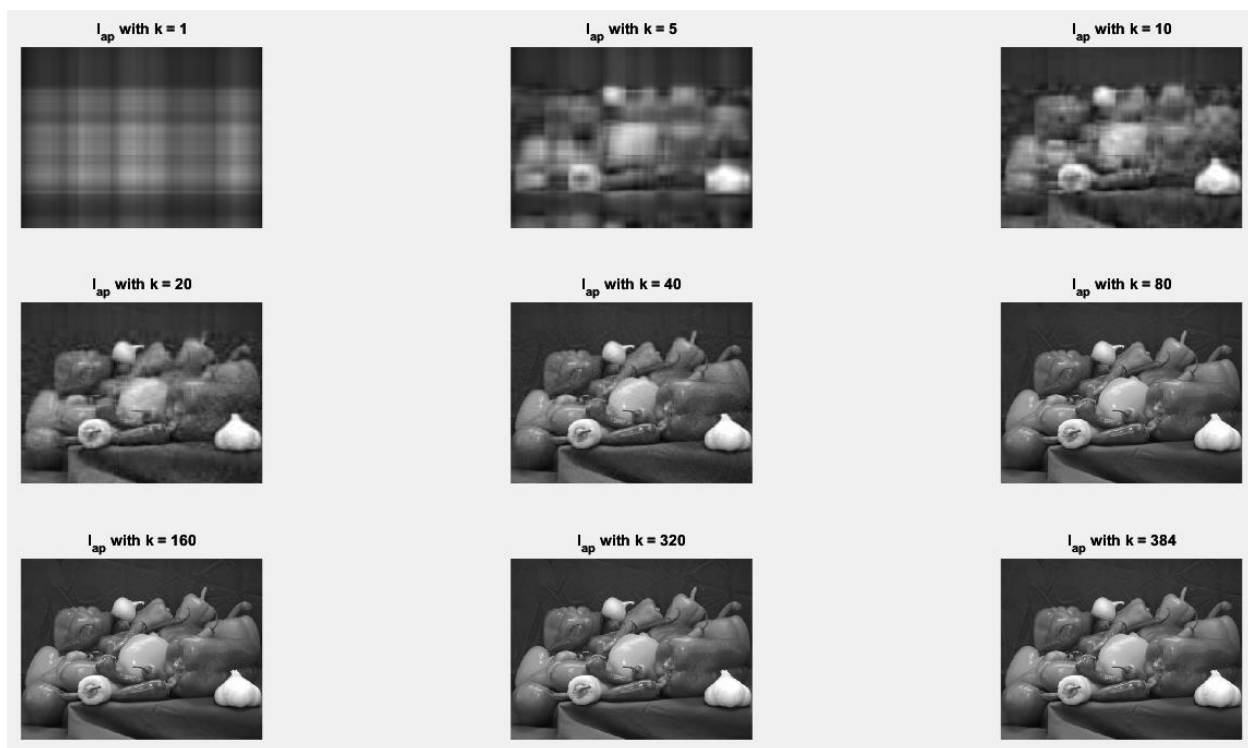 I_ap with k = 1
I_ap with k = 5
I_ap with k = 10
I_ap with k = 20
I_ap with k = 40
I_ap with k = 80
I_ap with k = 160
I_ap with k = 320
I_ap with k = 384